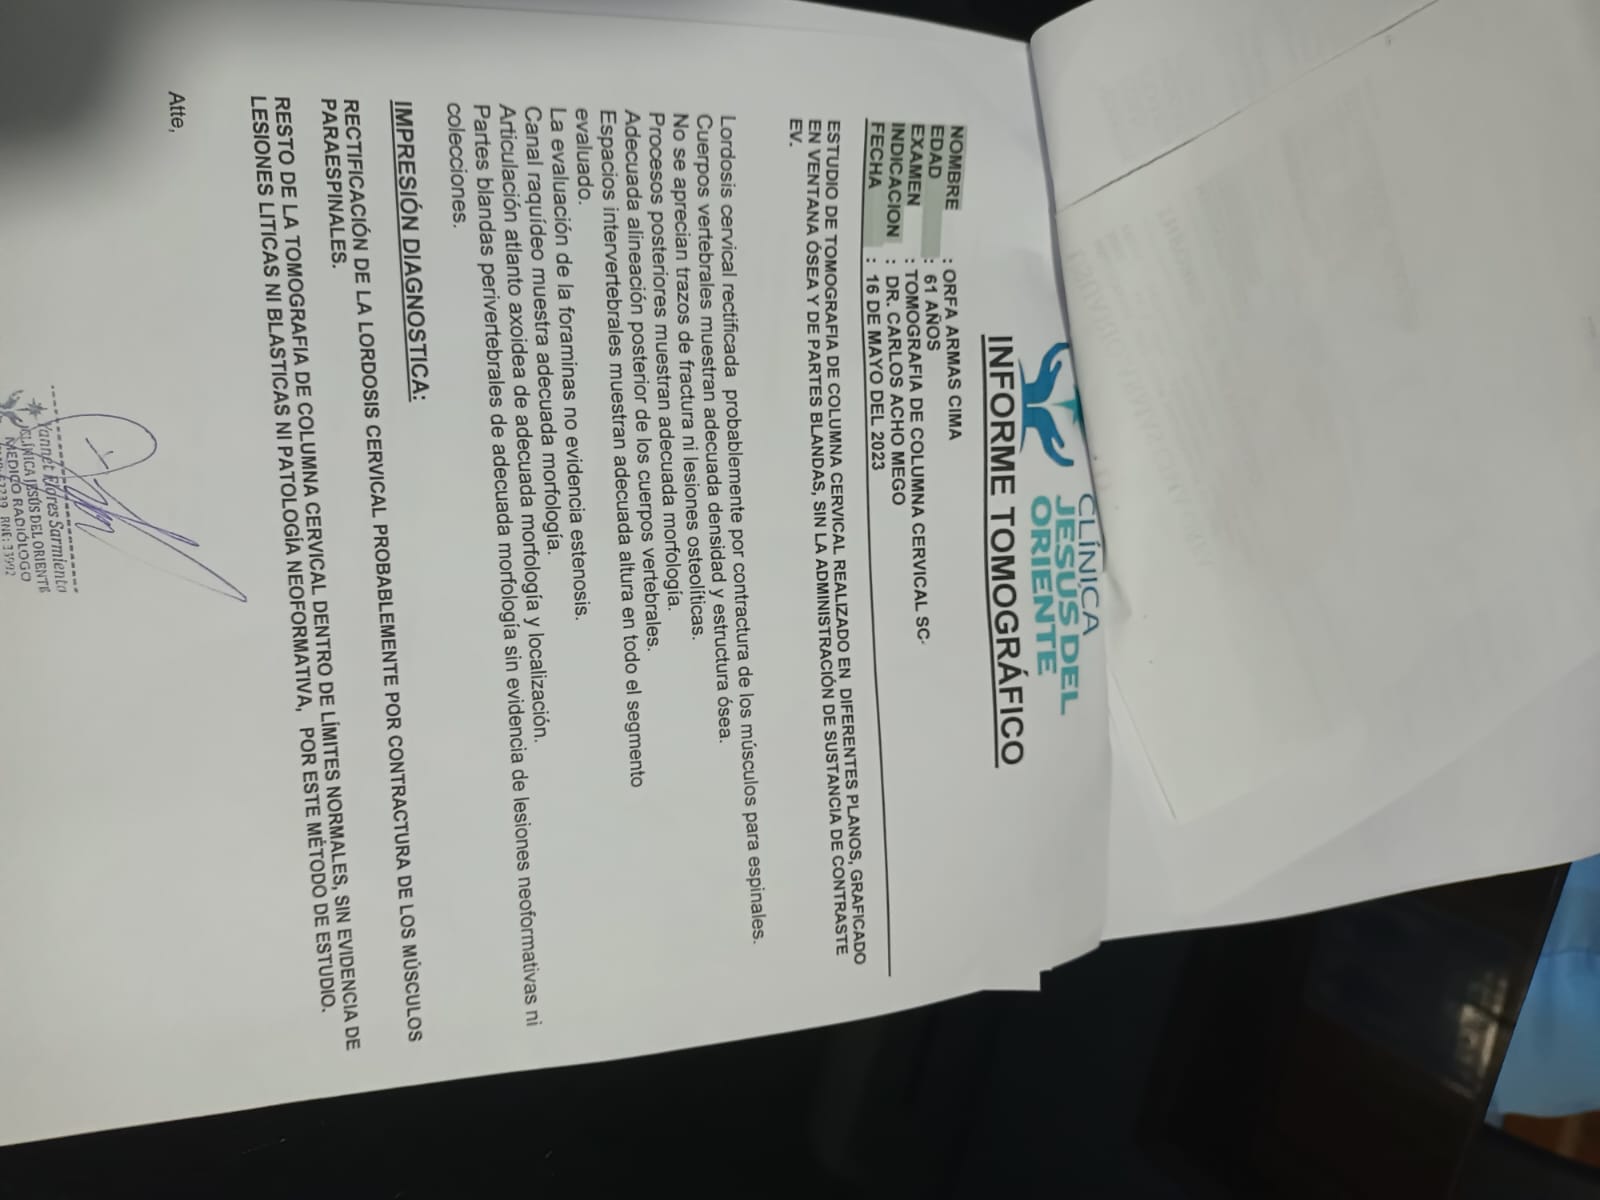 CLÍNICA
JESÚS DEL
ORIENTE
INFORME TOMOGRÁFICO
NOMBRE : ORFA ARMAS CIMA
EDAD : 61 AÑOS
EXAMEN : TOMOGRAFIA DE COLUMNA CERVICAL SC-
INDICACION : DR. CARLOS ACHO MEGO
FECHA : 16 DE MAYO DEL 2023
ESTUDIO DE TOMOGRAFIA DE COLUMNA CERVICAL REALIZADO EN DIFERENTES PLANOS, GRAFICADO
EN VENTANA ÓSEA Y DE PARTES BLANDAS, SIN LA ADMINISTRACIÓN DE SUSTANCIA DE CONTRASTE
EV.
Lordosis cervical rectificada probablemente por contractura de los músculos para espinales.
Cuerpos vertebrales muestran adecuada densidad y estructura ósea.
No se aprecian trazos de fractura ni lesiones osteolíticas.
Procesos posteriores muestran adecuada morfología.
Adecuada alineación posterior de los cuerpos vertebrales.
Espacios intervertebrales muestran adecuada altura en todo el segmento
evaluado.
La evaluación de la foraminas no evidencia estenosis.
Canal raquídeo muestra adecuada morfología.
Articulación atlanto axoidea de adecuada morfología y localización.
Partes blandas perivertebrales de adecuada morfología sin evidencia de lesiones neoformativas ni
colecciones.
IMPRESIÓN DIAGNOSTICA:
RECTIFICACIÓN DE LA LORDOSIS CERVICAL PROBABLEMENTE POR CONTRACTURA DE LOS MÚSCULOS
PARAESPINALES.
RESTO DE LA TOMOGRAFIA DE COLUMNA CERVICAL DENTRO DE LÍMITES NORMALES, SIN EVIDENCIA DE
LESIONES LITICAS NI BLASTICAS NI PATOLOGÍA NEOFORMATIVA, POR ESTE MÉTODO DE ESTUDIO.
Atte,
Yannet Flores Sarmiento
CLÍNICA JESÚS DEL ORIENTE
MEDICO RADIÓLOGO